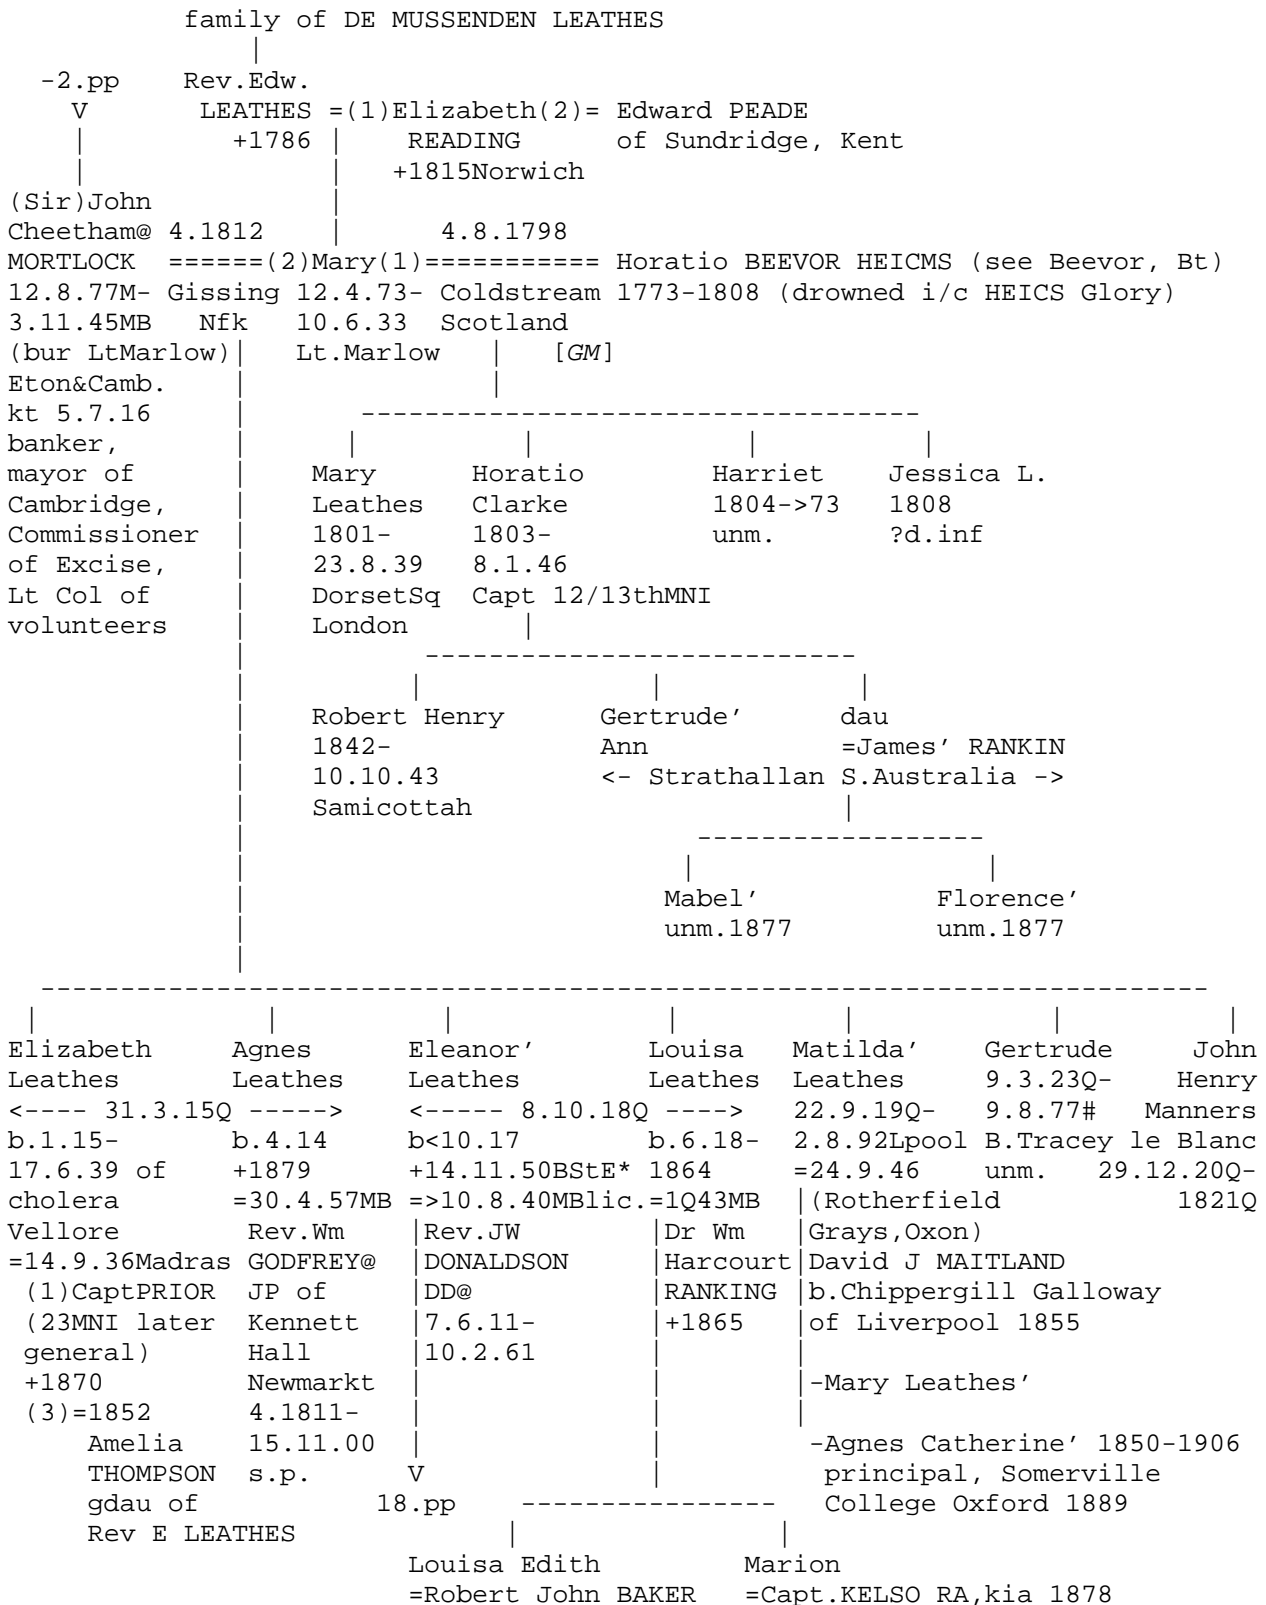 family of DE MUSSENDEN LEATHES
|
-2.pp Rev.Edw.
V LEATHES =(1)Elizabeth(2)= Edward PEADE
| +1786 | READING of Sundridge, Kent
| | +1815Norwich
(Sir)John |
Cheetham@ 4.1812 | 4.8.1798
MORTLOCK ======(2)Mary(1)=========== Horatio BEEVOR HEICMS (see Beevor, Bt)
12.8.77M- Gissing 12.4.73- Coldstream 1773-1808 (drowned i/c HEICS Glory)
3.11.45MB Nfk 10.6.33 Scotland
(bur LtMarlow)| Lt.Marlow | [GM]
Eton&Camb. | |
kt 5.7.16 | -----------------------------------
banker, | | | | |
mayor of | Mary Horatio Harriet Jessica L.
Cambridge, | Leathes Clarke 1804->73 1808
Commissioner | 1801- 1803- unm. ?d.inf
of Excise, | 23.8.39 8.1.46
Lt Col of | DorsetSq Capt 12/13thMNI
volunteers | London |
| ---------------------------
| | | |
| Robert Henry Gertrude’ dau
| 1842- Ann =James’ RANKIN
| 10.10.43 <- Strathallan S.Australia ->
| Samicottah |
| ------------------
| | |
| Mabel’ Florence’
| unm.1877 unm.1877
|
-------------------------------------------------------------------------
| | | | | | |
Elizabeth Agnes Eleanor’ Louisa Matilda’ Gertrude John
Leathes Leathes Leathes Leathes Leathes 9.3.23Q- Henry
<---- 31.3.15Q -----> <----- 8.10.18Q ----> 22.9.19Q- 9.8.77# Manners
b.1.15- b.4.14 b<10.17 b.6.18- 2.8.92Lpool B.Tracey le Blanc
17.6.39 of +1879 +14.11.50BStE* 1864 =24.9.46 unm. 29.12.20Q-
cholera =30.4.57MB =>10.8.40MBlic.=1Q43MB |(Rotherfield 1821Q
Vellore Rev.Wm |Rev.JW |Dr Wm |Grays,Oxon)
=14.9.36Madras GODFREY@ |DONALDSON |Harcourt|David J MAITLAND
(1)CaptPRIOR JP of |DD@ |RANKING |b.Chippergill Galloway
(23MNI later Kennett |7.6.11- |+1865 |of Liverpool 1855
general) Hall |10.2.61 | |
+1870 Newmarkt | | |-Mary Leathes’
(3)=1852 4.1811- | | |
Amelia 15.11.00 | | -Agnes Catherine’ 1850-1906
THOMPSON s.p. V | principal, Somerville
gdau of 18.pp ---------------- College Oxford 1889
Rev E LEATHES | |
Louisa Edith Marion
=Robert John BAKER =Capt.KELSO RA,kia 1878